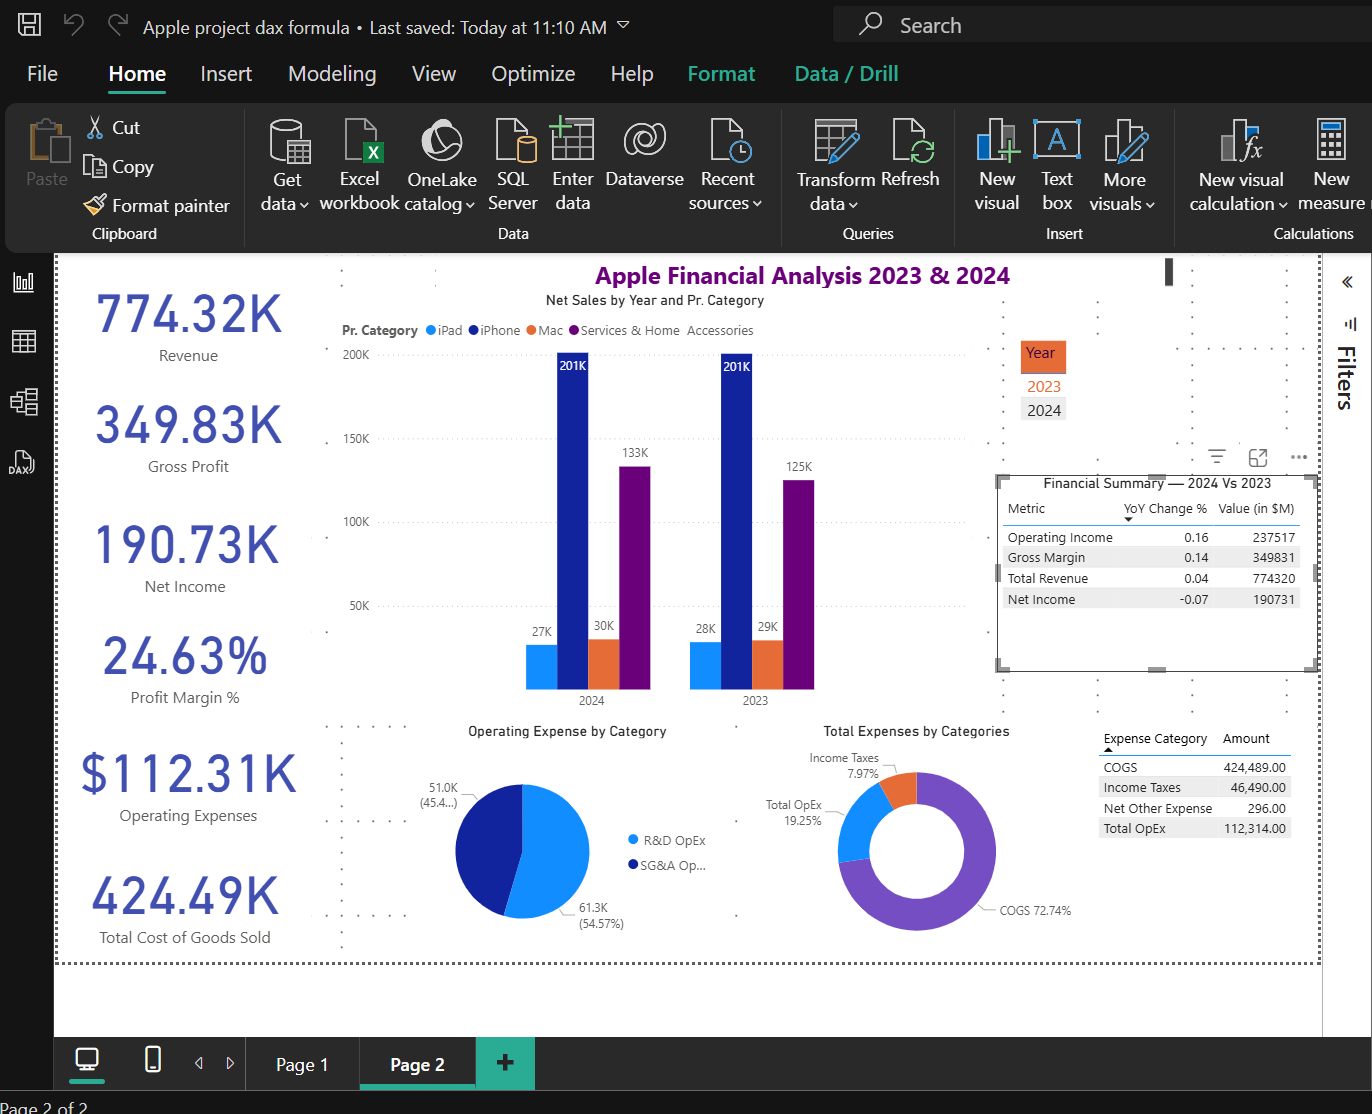 Apple project dax formula • Last saved: Today at 11:10 AM
Search
File Home Insert Modeling View Optimize Help Format Data / Drill
Paste
Cut
Copy
Format painter
Clipboard
Get data
Excel workbook
OneLake catalog
SQL Server
Enter data
Dataverse
Recent sources
Data
Transform data
Refresh
Queries
New visual
Text box
More visuals
Insert
New visual calculation
New measure
Calculations
DAX
774.32K
Revenue
349.83K
Gross Profit
190.73K
Net Income
24.63%
Profit Margin %
$112.31K
Operating Expenses
424.49K
Total Cost of Goods Sold
Apple Financial Analysis 2023 & 2024
Net Sales by Year and Pr. Category
Pr. Category iPad iPhone Mac Services & Home Accessories
200K
150K
100K
50K
27K
201K
30K
133K
28K
201K
29K
125K
2024
2023
Year
2023
2024
Filters
Financial Summary — 2024 Vs 2023
Metric YoY Change % Value (in $M)
Operating Income 0.16 237517
Gross Margin 0.14 349831
Total Revenue 0.04 774320
Net Income -0.07 190731
Operating Expense by Category
51.0K
(45.4...)
61.3K
(54.57%)
R&D OpEx
SG&A Op...
Total Expenses by Categories
Income Taxes
7.97%
Total OpEx
19.25%
COGS 72.74%
Expense Category Amount
COGS 424,489.00
Income Taxes 46,490.00
Net Other Expense 296.00
Total OpEx 112,314.00
Page 1
Page 2
Page 2 of 2